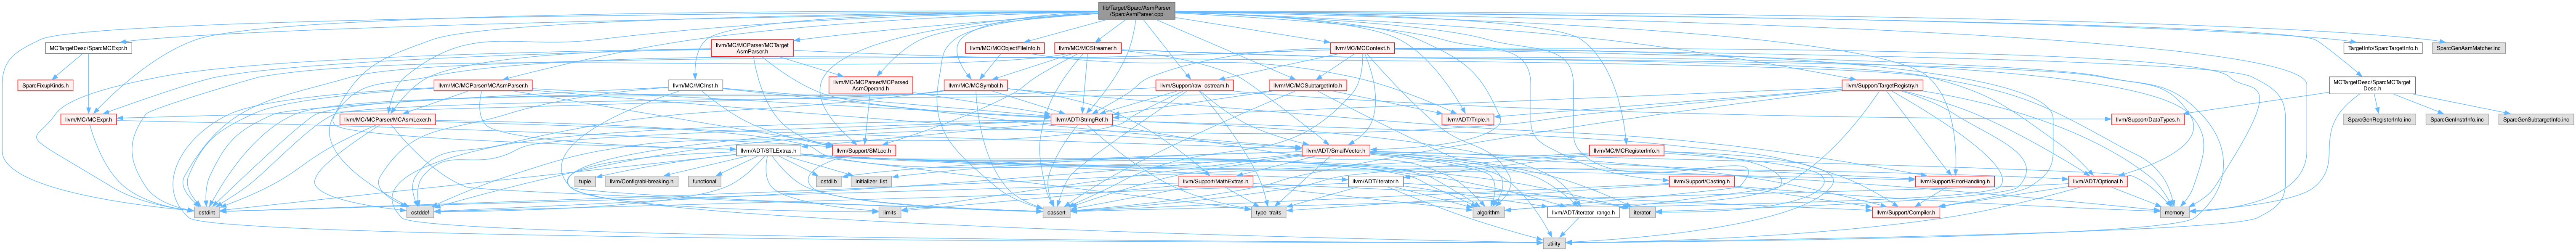 lib/Target/Sparc/AsmParser
/SparcAsmParser.cpp
MCTargetDesc/SparcMCExpr.h
llvm/MC/MCParser/MCTarget
AsmParser.h
llvm/MC/MCObjectFileInfo.h
llvm/MC/MCStreamer.h
llvm/MC/MCContext.h
TargetInfo/SparcTargetInfo.h
SparcGenAsmMatcher.inc
SparcFixupKinds.h
llvm/MC/MCParser/MCAsmParser.h
llvm/MC/MCInst.h
llvm/MC/MCParser/MCParsed
AsmOperand.h
llvm/MC/MCSymbol.h
llvm/Support/raw_ostream.h
llvm/MC/MCSubtargetInfo.h
llvm/Support/TargetRegistry.h
MCTargetDesc/SparcMCTarget
Desc.h
llvm/MC/MCExpr.h
llvm/MC/MCParser/MCAsmLexer.h
llvm/ADT/StringRef.h
llvm/ADT/Triple.h
llvm/Support/DataTypes.h
SparcGenRegisterInfo.inc
SparcGenInstrInfo.inc
SparcGenSubtargetInfo.inc
llvm/ADT/STLExtras.h
llvm/Support/SMLoc.h
llvm/ADT/SmallVector.h
llvm/MC/MCRegisterInfo.h
tuple
llvm/Config/abi-breaking.h
functional
cstdlib
initializer_list
llvm/Support/MathExtras.h
llvm/ADT/iterator.h
llvm/Support/Casting.h
llvm/Support/ErrorHandling.h
llvm/ADT/Optional.h
cstdint
cstddef
limits
cassert
type_traits
algorithm
llvm/ADT/iterator_range.h
iterator
llvm/Support/Compiler.h
memory
utility